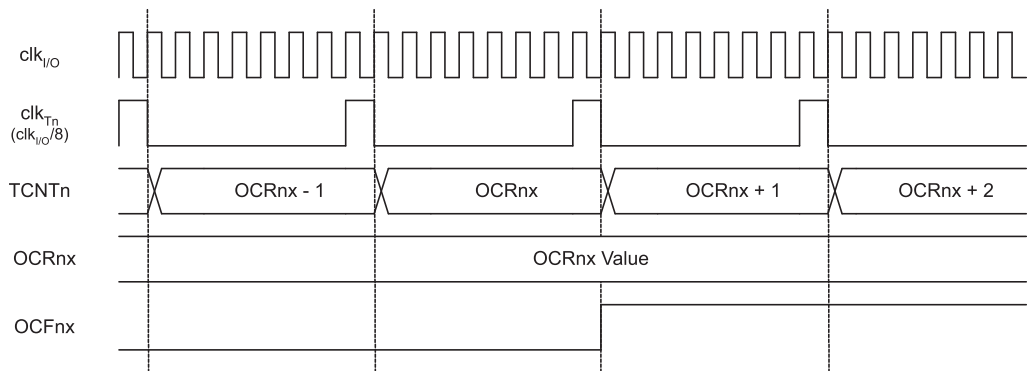 clkI/O
clkTn
(clkI/O/8)
TCNTn
OCRnx - 1
OCRnx
OCRnx + 1
OCRnx + 2
OCRnx
OCRnx Value
OCFnx